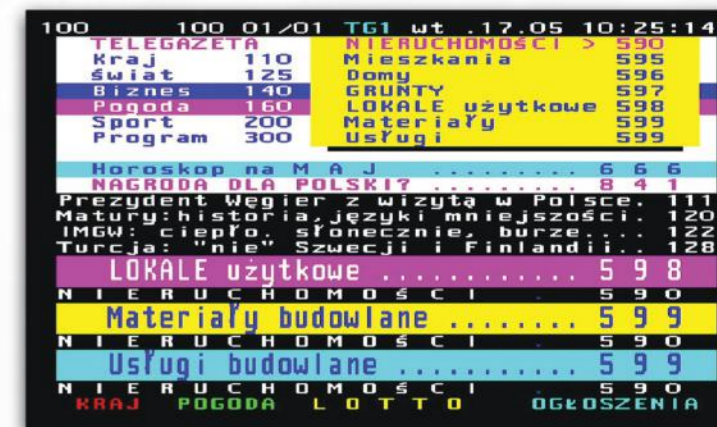 100 100 01/01 TG1 wt .17.05 10:25:14
TELEGAZETA NIERUCHOMOŚCI > 590
Kraj 110 Mieszkania 595
świat 125 Domy 596
Biznes 140 GRUNTY 597
Pogoda 160 LOKALE użytkowe 598
Sport 200 Materiały 599
Program 300 Usługi 599
Horoskop na M A J .......... 6 6 6
NAGRODA DLA POLSKI? .......... 8 4 1
Prezydent Węgier z wizytą w Polsce. 111
Matury:historia,języki mniejszości. 120
IMGW: ciepło. słonecznie, burze.... 122
Turcja: "nie" Szwecji i Finlandii.. 128
LOKALE użytkowe ............ 5 9 8
N I E R U C H O M O Ś C I . 5 9 0
Materiały budowlane ........ 5 9 9
N I E R U C H O M O Ś C I . 5 9 0
Usługi budowlane ........... 5 9 9
N I E R U C H O M O Ś C I . 5 9 0
KRAJ POGODA L O T T O OGŁOSZENIA